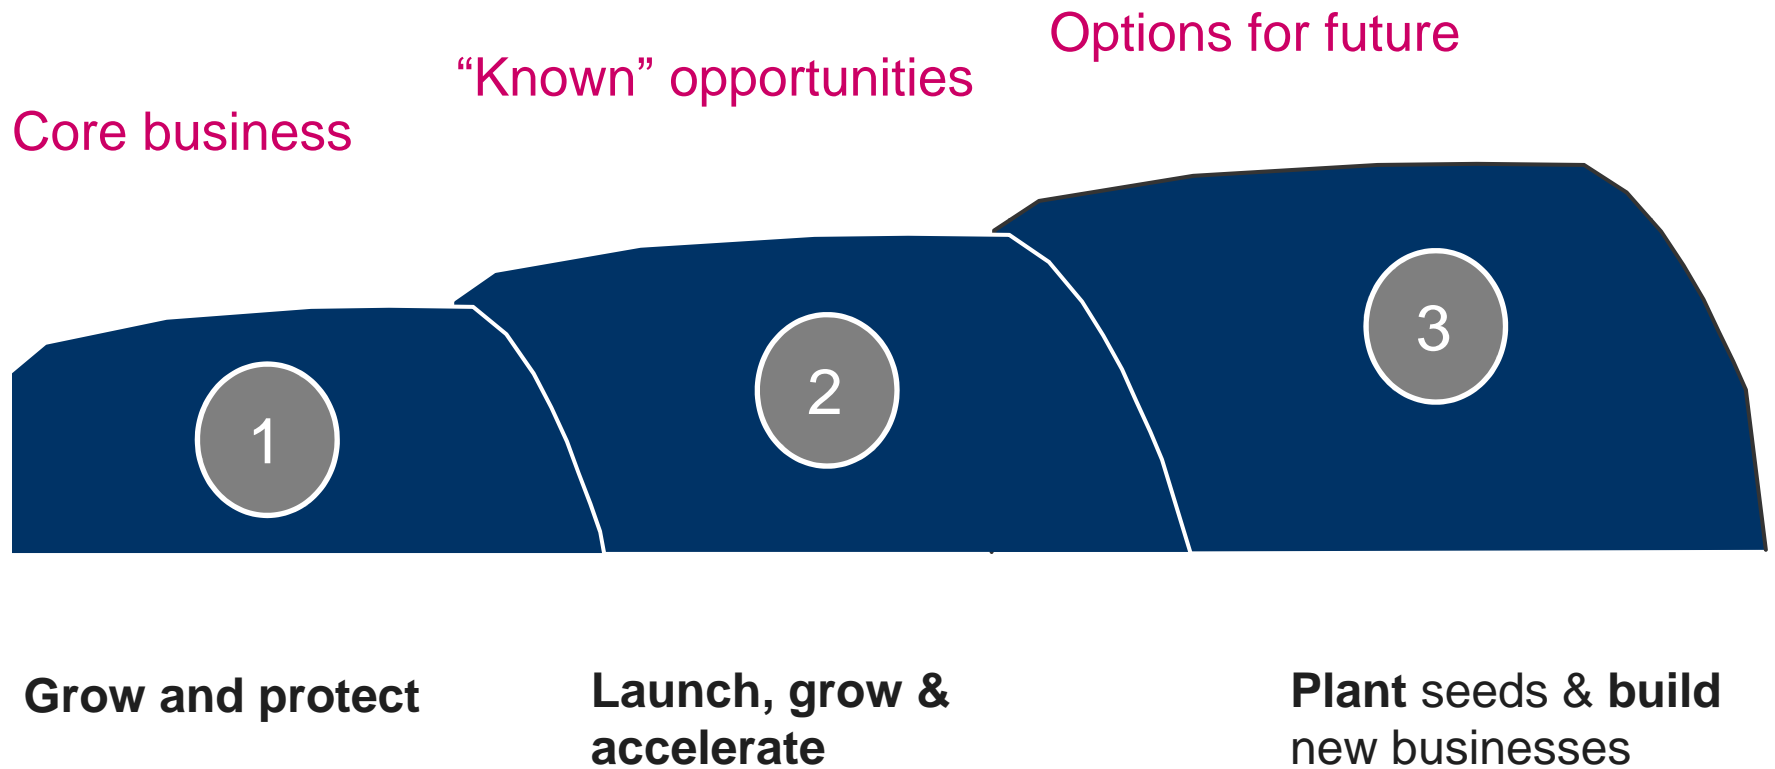 Options for future
“Known” opportunities
Core business
1
2
3
Grow and protect
Launch, grow &
accelerate
Plant seeds & build
new businesses